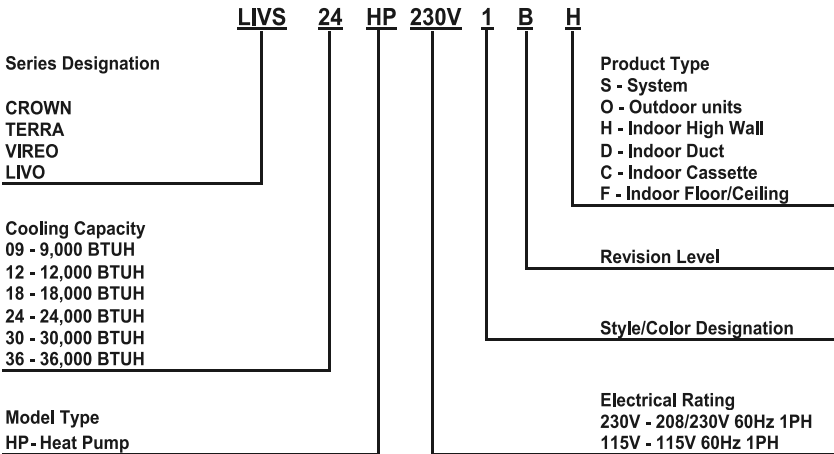 LIVS 24 HP 230V 1 B H
Series Designation
CROWN
TERRA
VIREO
LIVO
Cooling Capacity
09 - 9,000 BTUH
12 - 12,000 BTUH
18 - 18,000 BTUH
24 - 24,000 BTUH
30 - 30,000 BTUH
36 - 36,000 BTUH
Model Type
HP- Heat Pump
Product Type
S - System
O - Outdoor units
H - Indoor High Wall
D - Indoor Duct
C - Indoor Cassette
F - Indoor Floor/Ceiling
Revision Level
Style/Color Designation
Electrical Rating
230V - 208/230V 60Hz 1PH
115V - 115V 60Hz 1PH